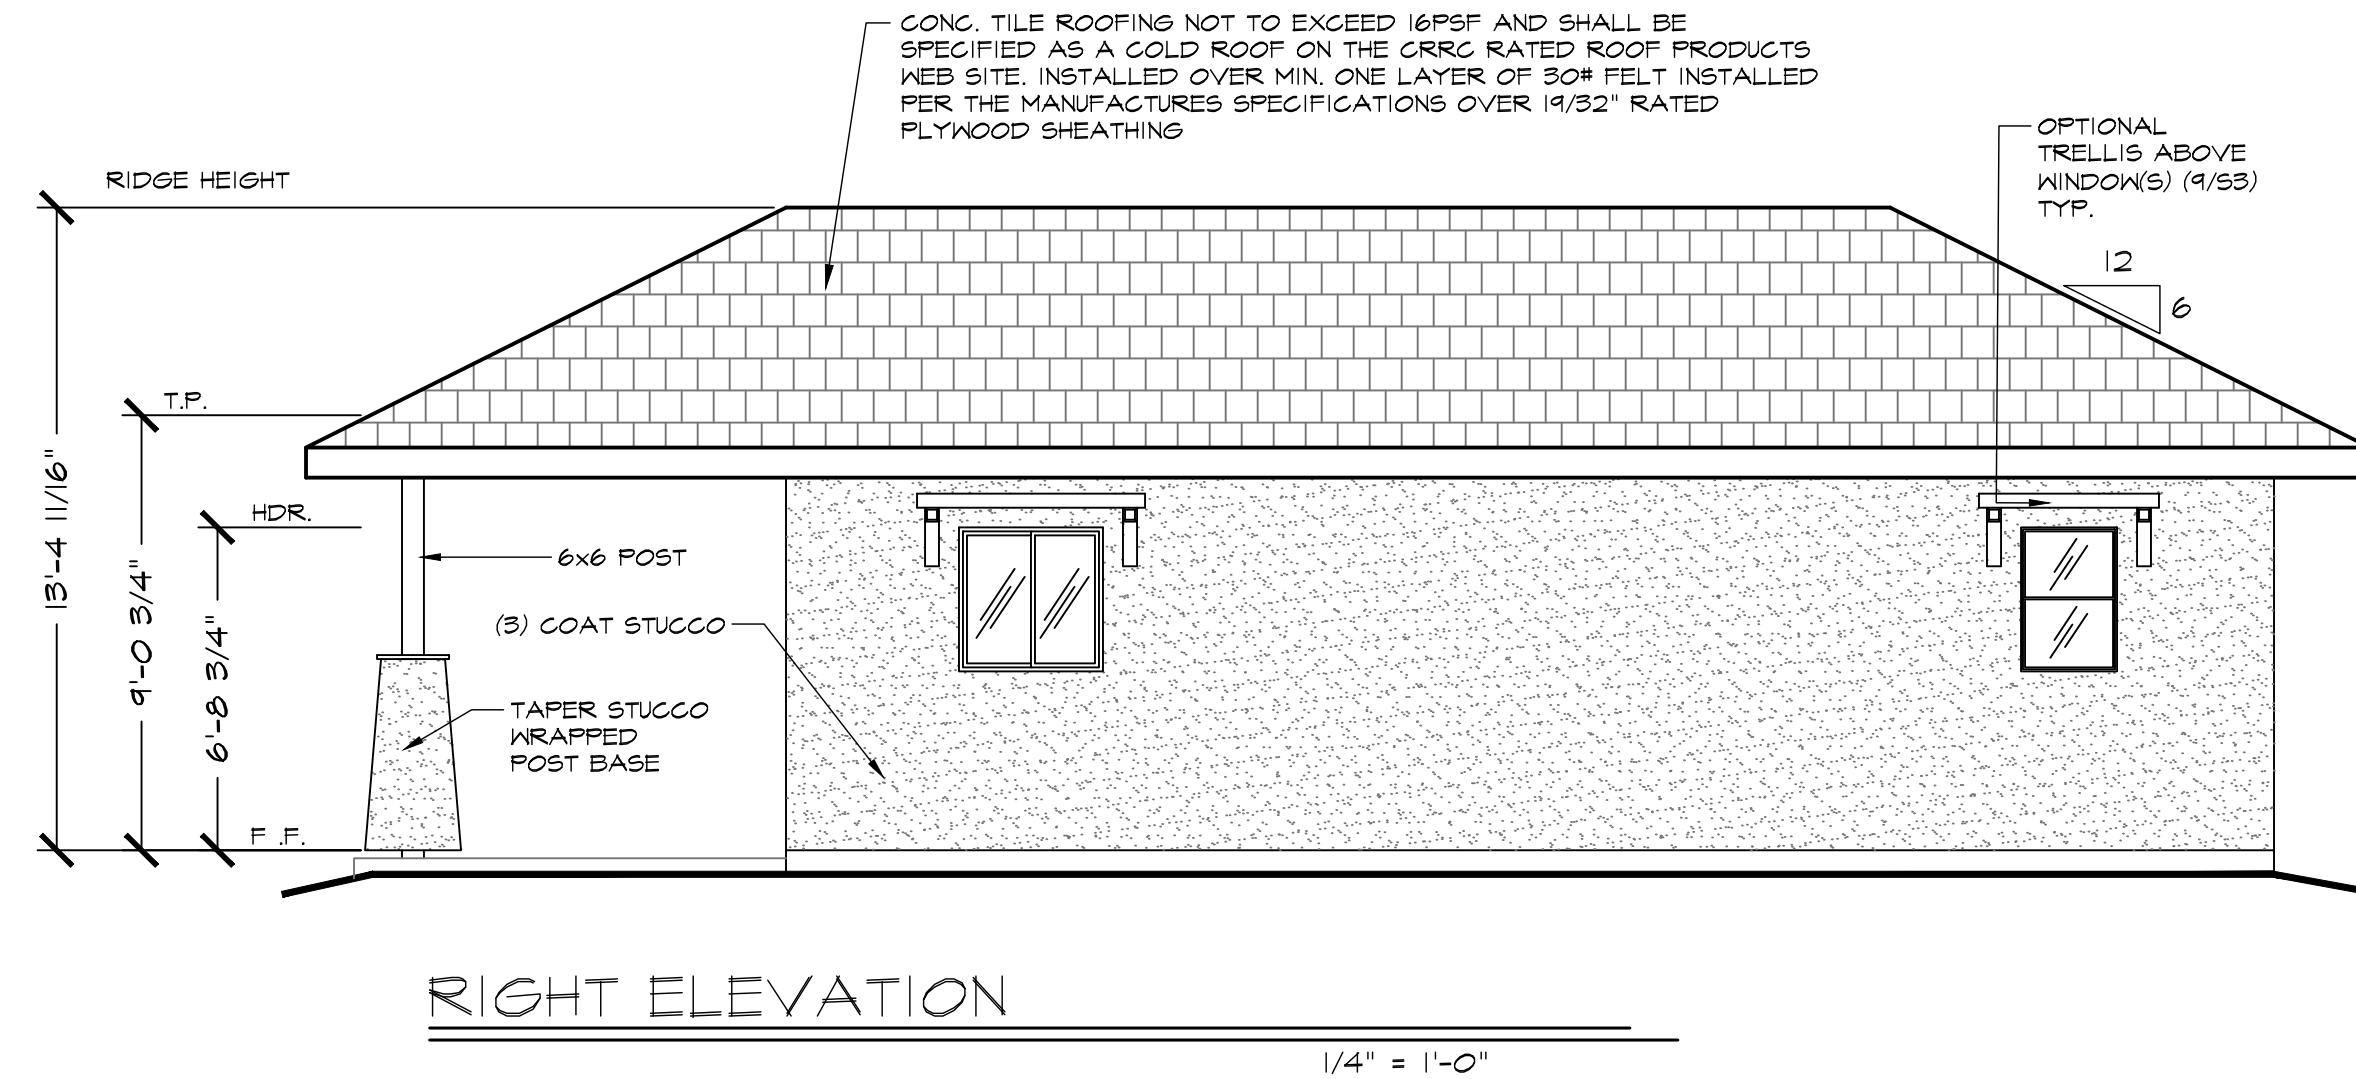 CONC. TILE ROOFING NOT TO EXCEED 16PSF AND SHALL BE
SPECIFIED AS A COLD ROOF ON THE CRRC RATED ROOF PRODUCTS
WEB SITE. INSTALLED OVER MIN. ONE LAYER OF 30# FELT INSTALLED
PER THE MANUFACTURES SPECIFICATIONS OVER 19/32" RATED
PLYWOOD SHEATHING
OPTIONAL
TRELLIS ABOVE
WINDOW(S) (9/S3)
TYP.
RIDGE HEIGHT
12
6
T.P.
HDR.
13'-4 11/16"
9'-0 3/4"
6'-8 3/4"
6x6 POST
(3) COAT STUCCO
TAPER STUCCO
WRAPPED
POST BASE
F .F.
RIGHT ELEVATION
1/4" = 1'-0"